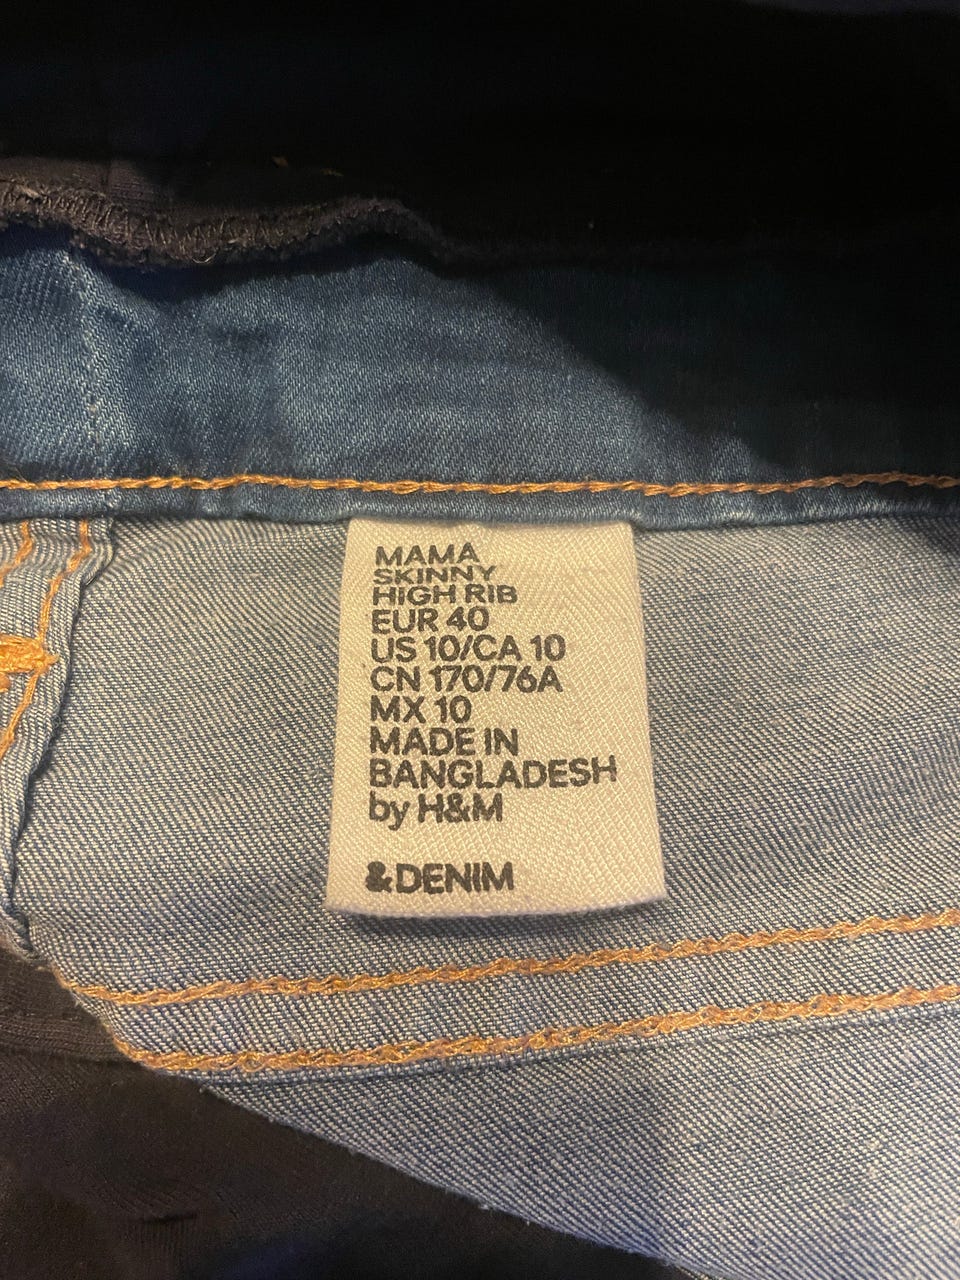 MAMA
SKINNY
HIGH RIB
EUR 40
US 10/CA 10
CN 170/76A
MX 10
MADE IN
BANGLADESH
by H&M
&DENIM